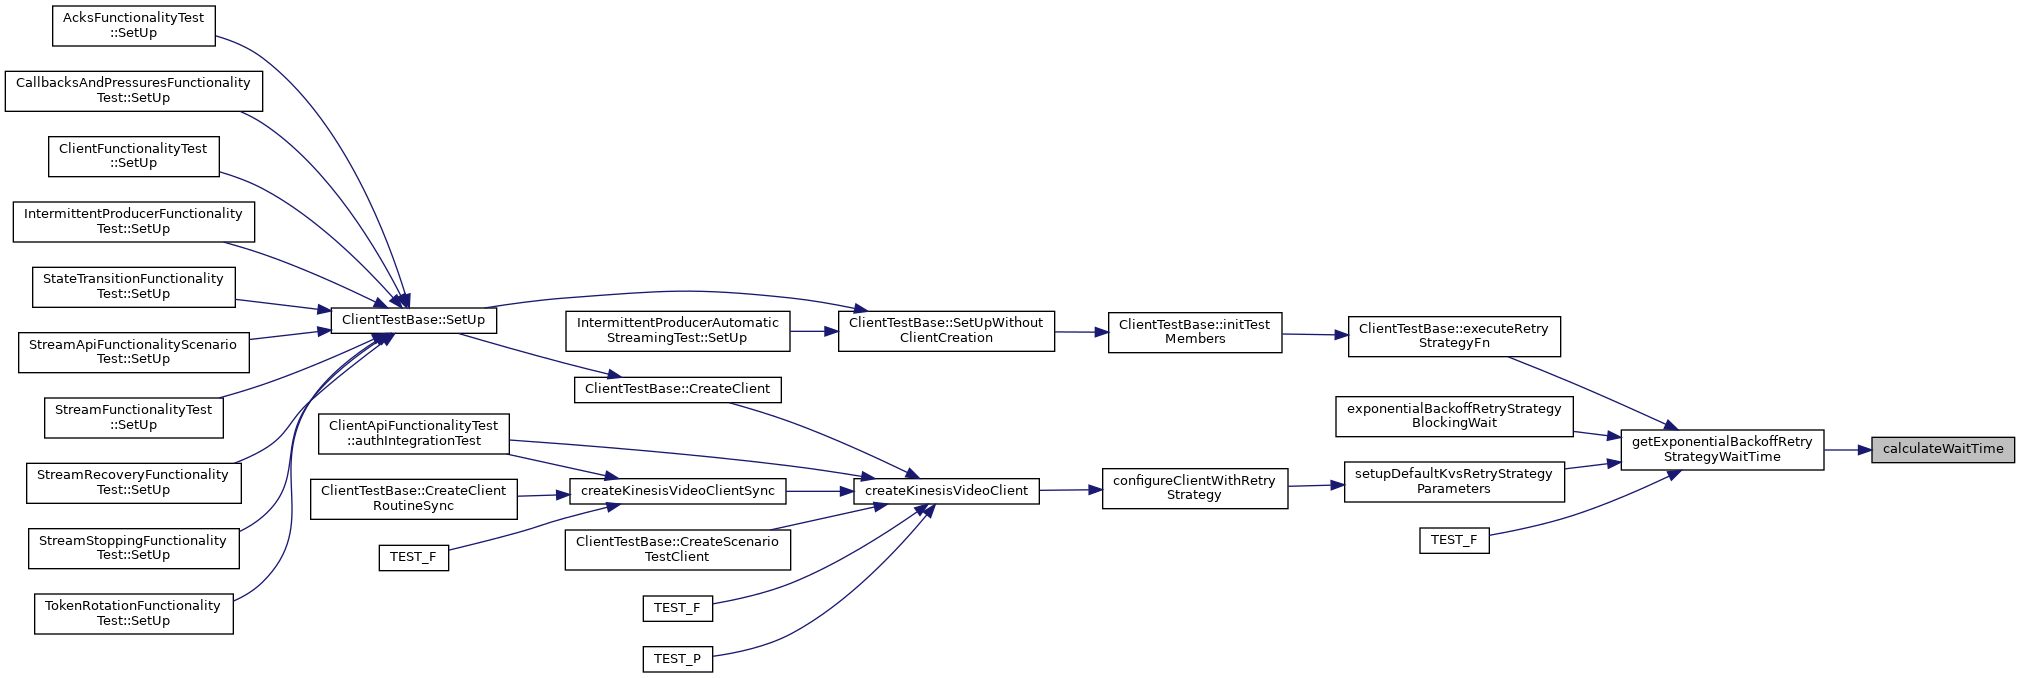 AcksFunctionalityTest
::SetUp
CallbacksAndPressuresFunctionality
Test::SetUp
ClientFunctionalityTest
::SetUp
IntermittentProducerFunctionality
Test::SetUp
StateTransitionFunctionality
Test::SetUp
StreamApiFunctionalityScenario
Test::SetUp
StreamFunctionalityTest
::SetUp
StreamRecoveryFunctionality
Test::SetUp
StreamStoppingFunctionality
Test::SetUp
TokenRotationFunctionality
Test::SetUp
ClientTestBase::SetUp
ClientApiFunctionalityTest
::authIntegrationTest
ClientTestBase::CreateClient
RoutineSync
TEST_F
IntermittentProducerAutomatic
StreamingTest::SetUp
ClientTestBase::CreateClient
createKinesisVideoClientSync
ClientTestBase::CreateScenario
TestClient
TEST_F
TEST_P
ClientTestBase::SetUpWithout
ClientCreation
createKinesisVideoClient
ClientTestBase::initTest
Members
configureClientWithRetry
Strategy
ClientTestBase::executeRetry
StrategyFn
exponentialBackoffRetryStrategy
BlockingWait
setupDefaultKvsRetryStrategy
Parameters
TEST_F
getExponentialBackoffRetry
StrategyWaitTime
calculateWaitTime